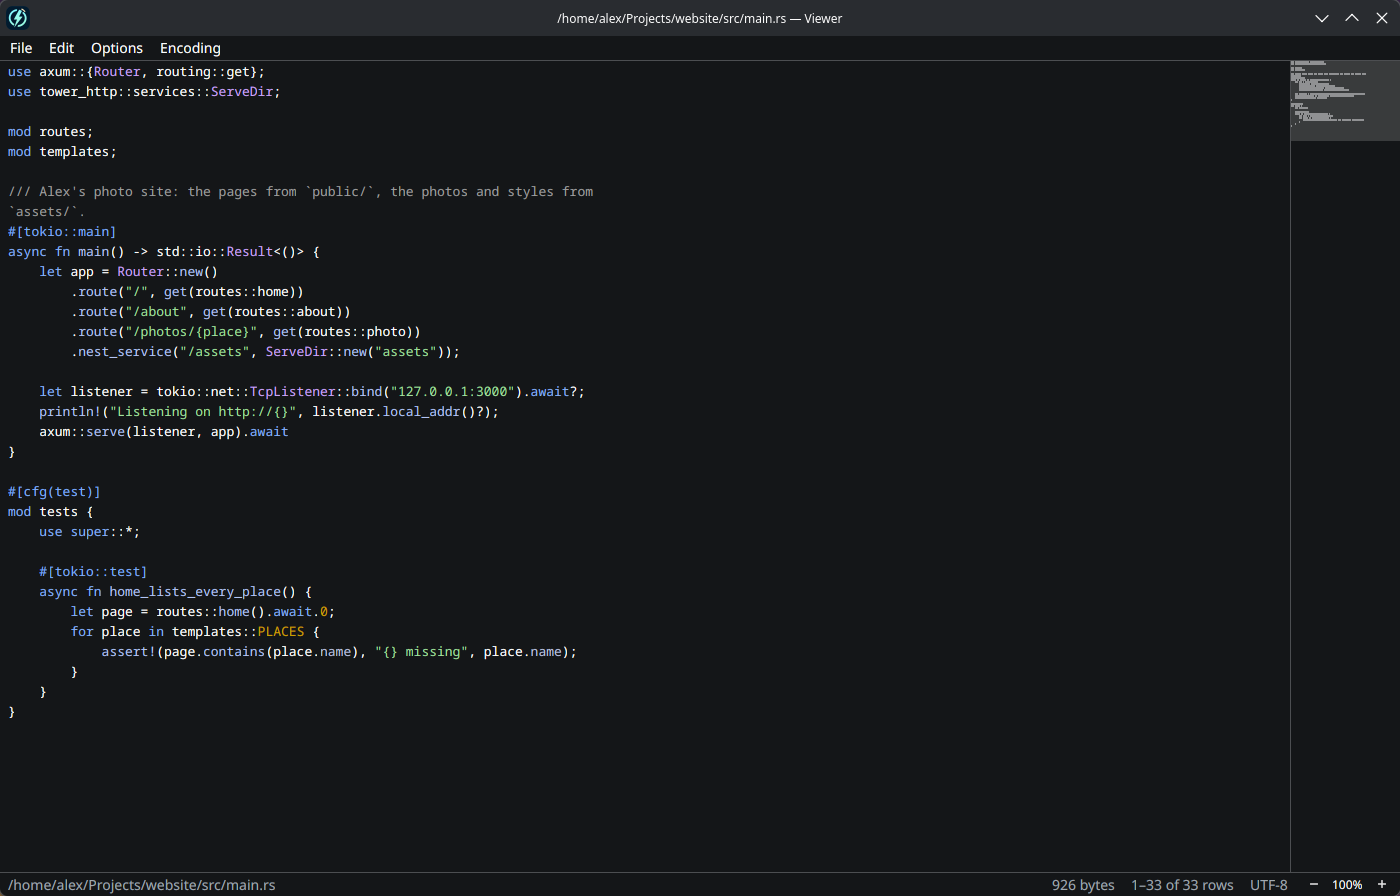 /home/alex/Projects/website/src/main.rs — Viewer
File Edit Options Encoding
use axum::{Router, routing::get};
use tower_http::services::ServeDir;

mod routes;
mod templates;

/// Alex's photo site: the pages from `public/`, the photos and styles from
`assets/`.
#[tokio::main]
async fn main() -> std::io::Result<()> {
    let app = Router::new()
        .route("/", get(routes::home))
        .route("/about", get(routes::about))
        .route("/photos/{place}", get(routes::photo))
        .nest_service("/assets", ServeDir::new("assets"));

    let listener = tokio::net::TcpListener::bind("127.0.0.1:3000").await?;
    println!("Listening on http://{}", listener.local_addr()?);
    axum::serve(listener, app).await
}

#[cfg(test)]
mod tests {
    use super::*;

    #[tokio::test]
    async fn home_lists_every_place() {
        let page = routes::home().await.0;
        for place in templates::PLACES {
            assert!(page.contains(place.name), "{} missing", place.name);
        }
    }
}
/home/alex/Projects/website/src/main.rs 926 bytes 1–33 of 33 rows UTF-8 − 100% +